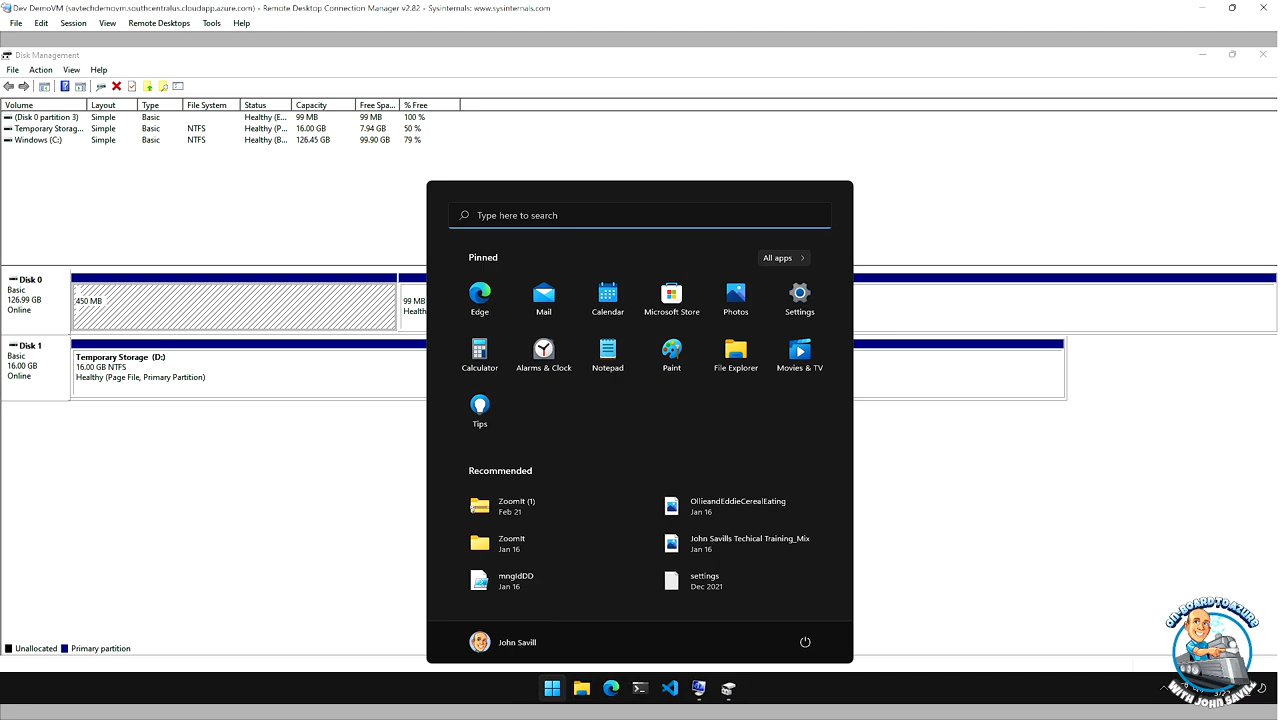 Dev DemoVM (savtechdemovm.southcentralus.cloudapp.azure.com) - Remote Desktop Connection Manager v2.82 - Sysinternals: www.sysinternals.com
File Edit Session View Remote Desktops Tools Help
Disk Management
File Action View Help
Volume Layout Type File System Status Capacity Free Spa... % Free
(Disk 0 partition 3) Simple Basic Healthy (E... 99 MB 99 MB 100 %
Temporary Storag... Simple Basic NTFS Healthy (P... 16.00 GB 7.94 GB 50 %
Windows (C:) Simple Basic NTFS Healthy (B... 126.45 GB 99.90 GB 79 %
Disk 0
Basic
126.99 GB
Online
450 MB
99 MB
Health
Disk 1
Basic
16.00 GB
Online
Temporary Storage (D:)
16.00 GB NTFS
Healthy (Page File, Primary Partition)
Unallocated Primary partition
Type here to search
Pinned
All apps
Edge Mail Calendar Microsoft Store Photos Settings
Calculator Alarms & Clock Notepad Paint File Explorer Movies & TV
Tips
Recommended
ZoomIt (1)
Feb 21
OllieandEddieCerealEating
Jan 16
ZoomIt
Jan 16
John Savills Techical Training_Mix
Jan 16
mngIdDD
Jan 16
settings
Dec 2021
John Savill
ON-BOARD TO AZURE
WITH JOHN SAVILL